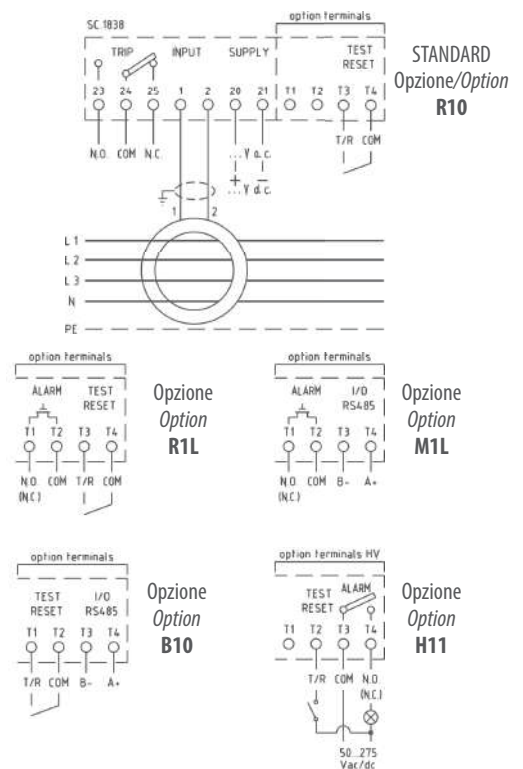 option terminals
SC 1838
TRIP INPUT SUPPLY TEST
RESET
23 24 25 1 2 20 21 T1 T2 T3 T4
N.O. COM N.C. ...V a.c. T/R COM
+ –
...V d.c.
1 2
L1
L2
L3
N
PE
STANDARD
Opzione/Option
R10
option terminals
ALARM TEST
RESET
T1 T2 T3 T4
N.O. COM T/R COM
(N.C.)
Opzione
Option
R1L
option terminals
ALARM I/O
RS485
T1 T2 T3 T4
N.O. COM B- A+
(N.C.)
Opzione
Option
M1L
option terminals
TEST I/O
RESET RS485
T1 T2 T3 T4
T/R COM B- A+
Opzione
Option
B10
option terminals HV
TEST ALARM
RESET
T1 T2 T3 T4
T/R COM N.O.
(N.C.)
50...275
Vac/dc
Opzione
Option
H11